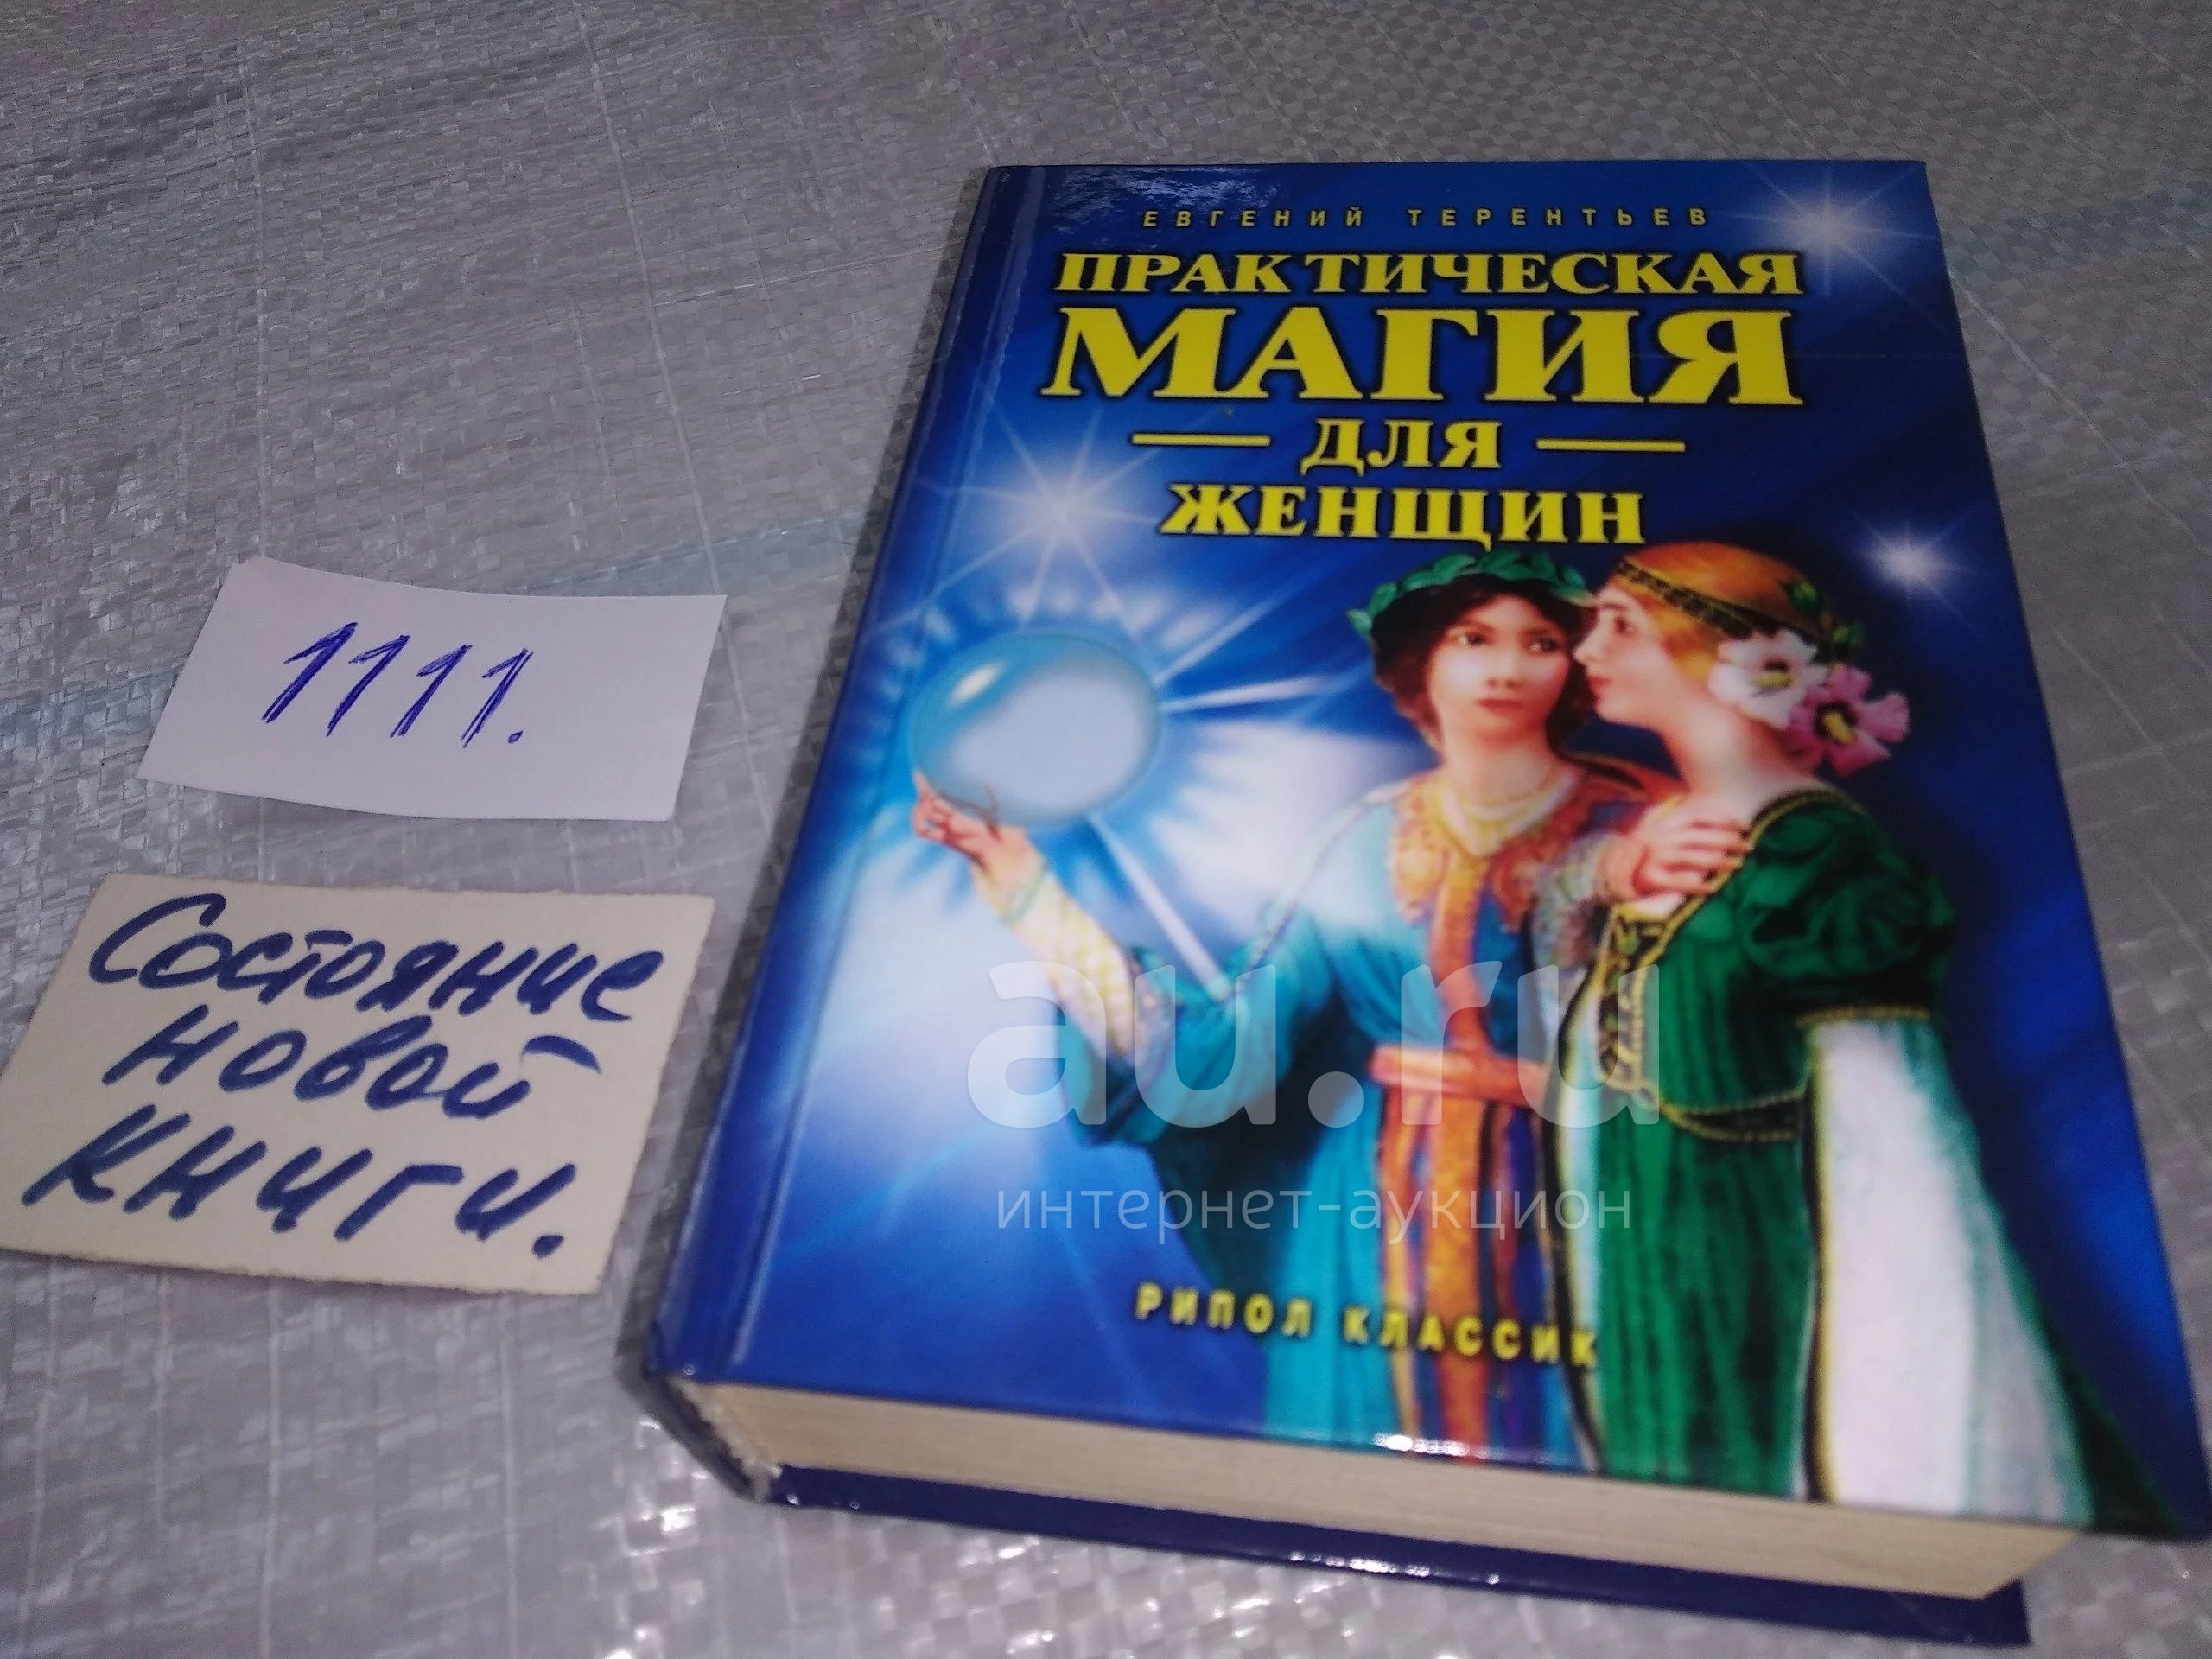 ЕВГЕНИЙ ТЕРЕНТЬЕВ
ПРАКТИЧЕСКАЯ
МАГИЯ
ДЛЯ
ЖЕНЩИН
1111.
Состояние
новой
книги.
au.ru
интернет-аукцион
РИПОЛ КЛАССИК